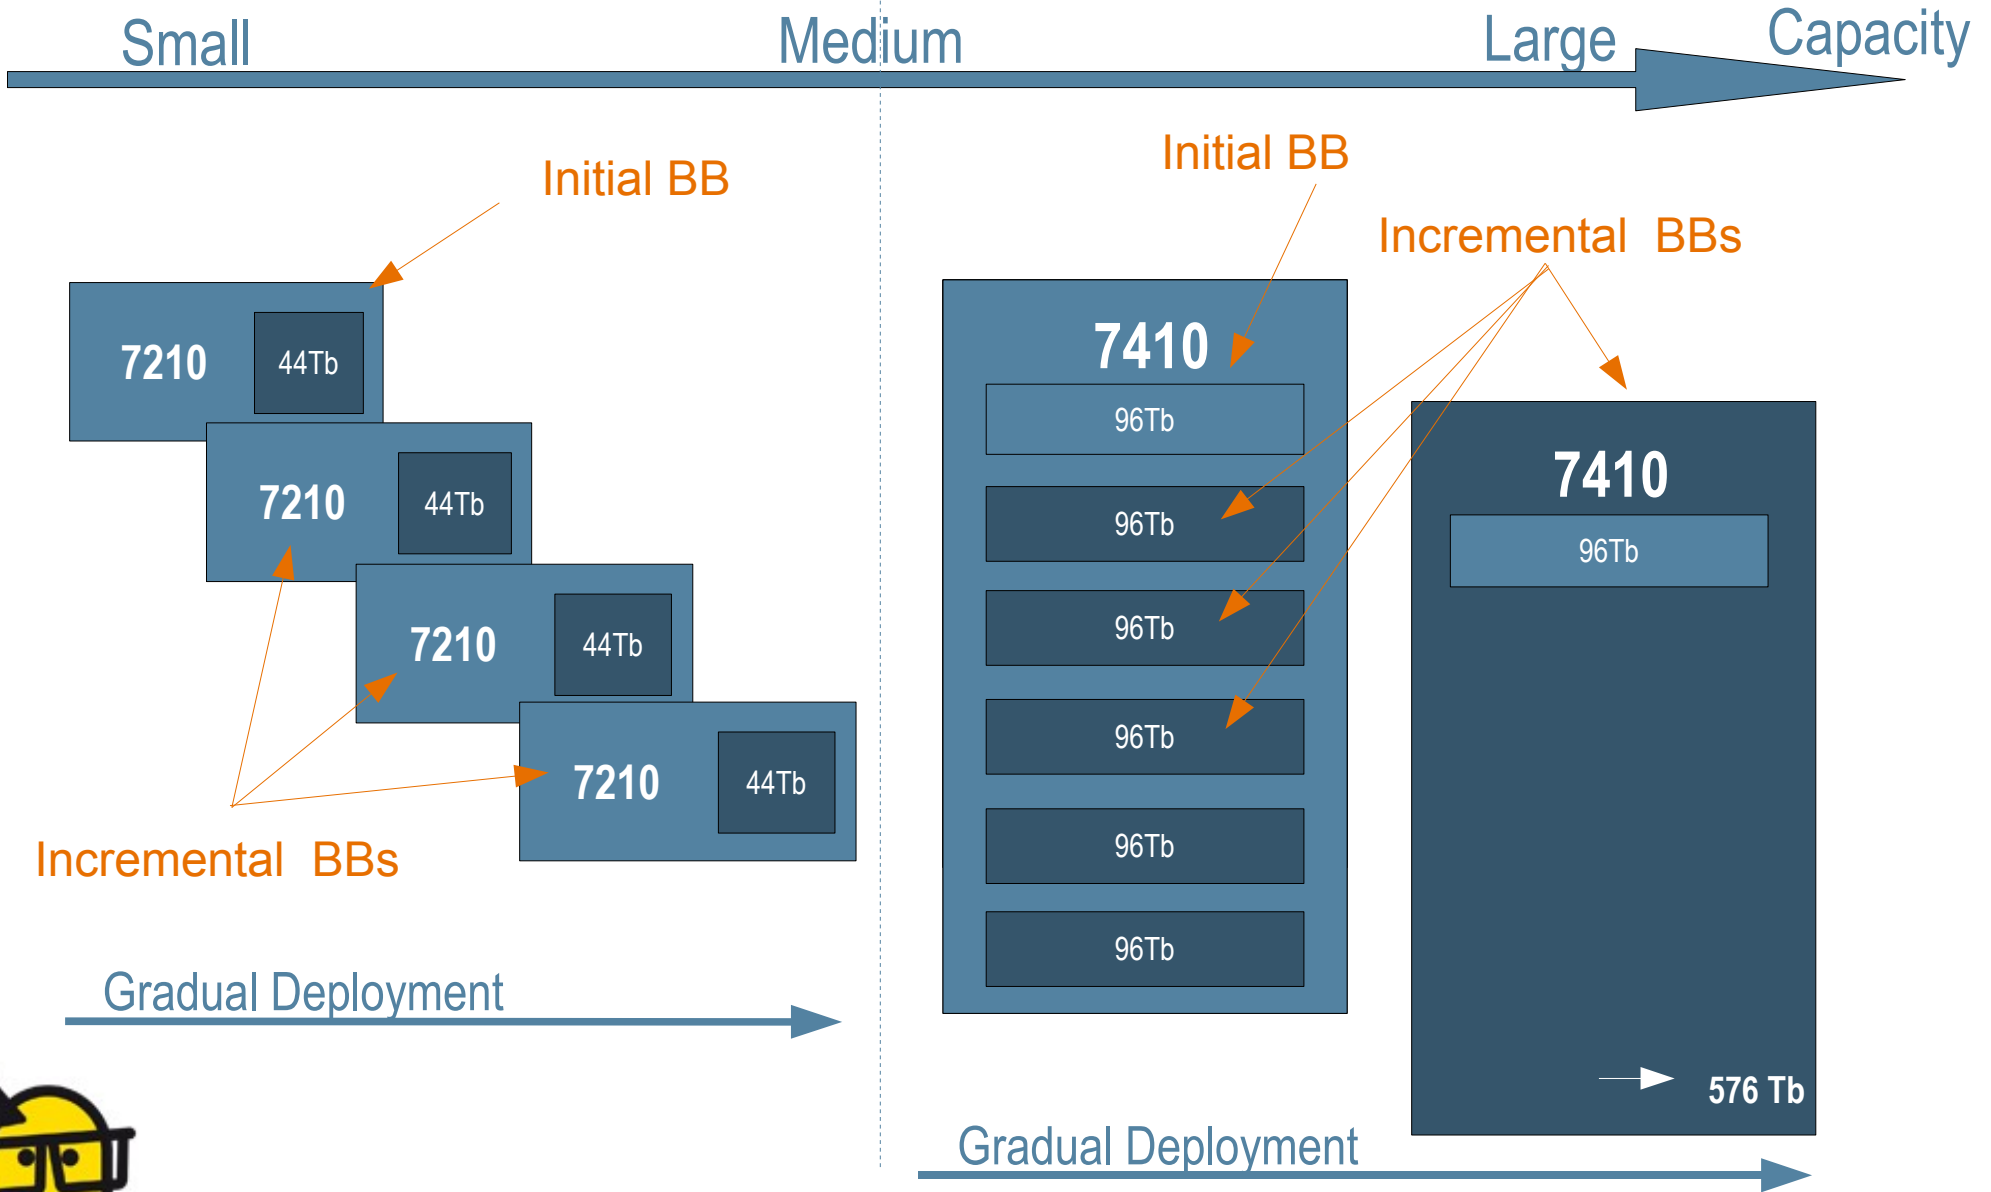 Small
Medium
Large
Capacity
Initial BB
7210 44Tb
7210 44Tb
7210 44Tb
7210 44Tb
Incremental BBs
Gradual Deployment
Initial BB
Incremental BBs
7410
96Tb
96Tb
96Tb
96Tb
96Tb
96Tb
7410
96Tb
576 Tb
Gradual Deployment